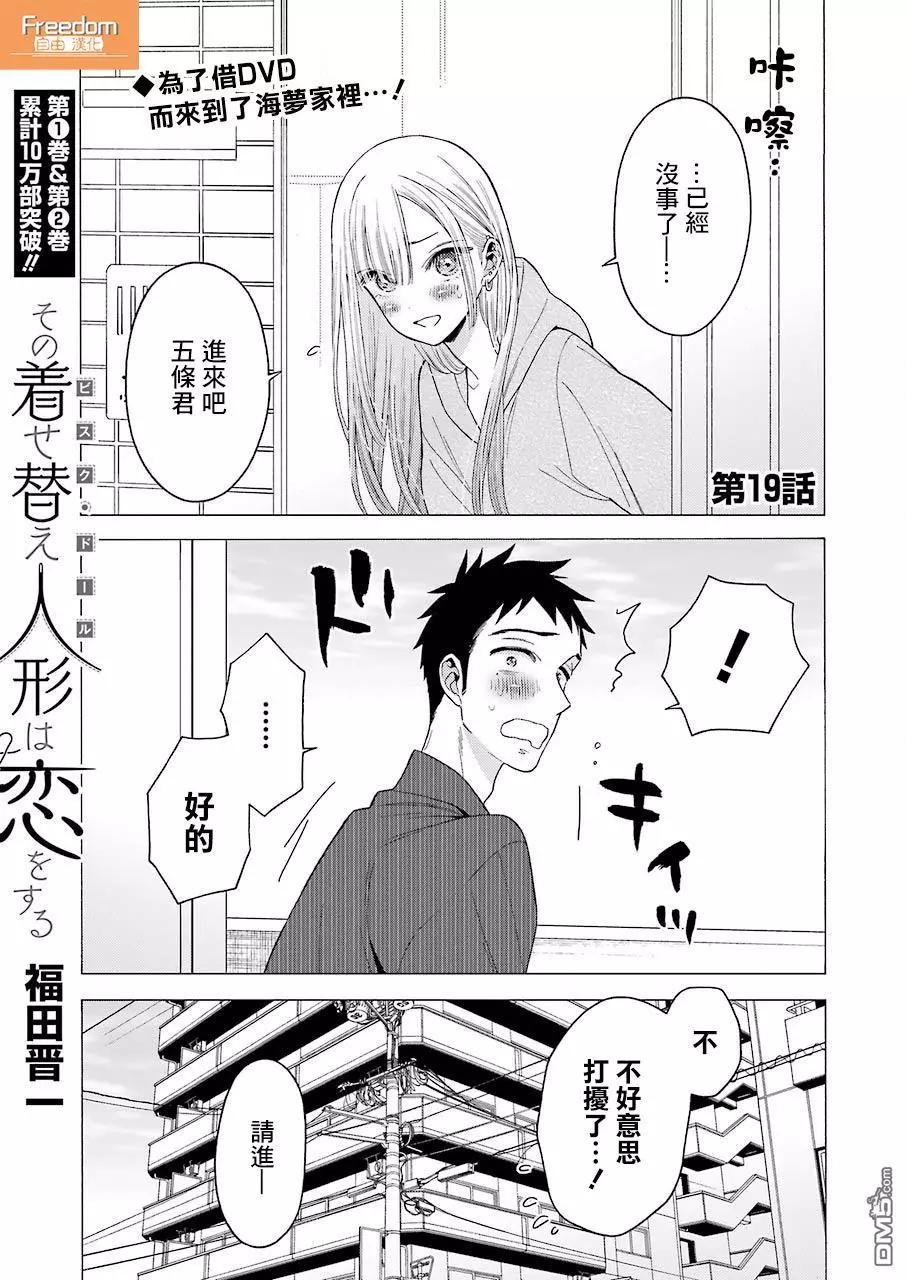 Freedom
自由 漢化
◆為了借DVD
而來到了海夢家裡…！
咔嚓…
…已經
沒事了——
進來吧
五條君
第19話
第❶巻&第❷巻
累計10万部突破!!
その着せ替え人形は恋をする
ビスク・ドール
福田晋一
！
ドキィッ
……
好的
不
不好意思
打擾了…！
請進—
DM5.com